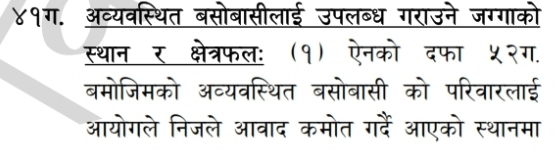 ४१ग. अव्यवस्थित बसोबासीलाई उपलब्ध गराउने जग्गाको
स्थान र क्षेत्रफलः (१) ऐनको दफा ५२ग.
बमोजिमको अव्यवस्थित बसोबासी को परिवारलाई
आयोगले निजले आवाद कमोत गर्दै आएको स्थानमा